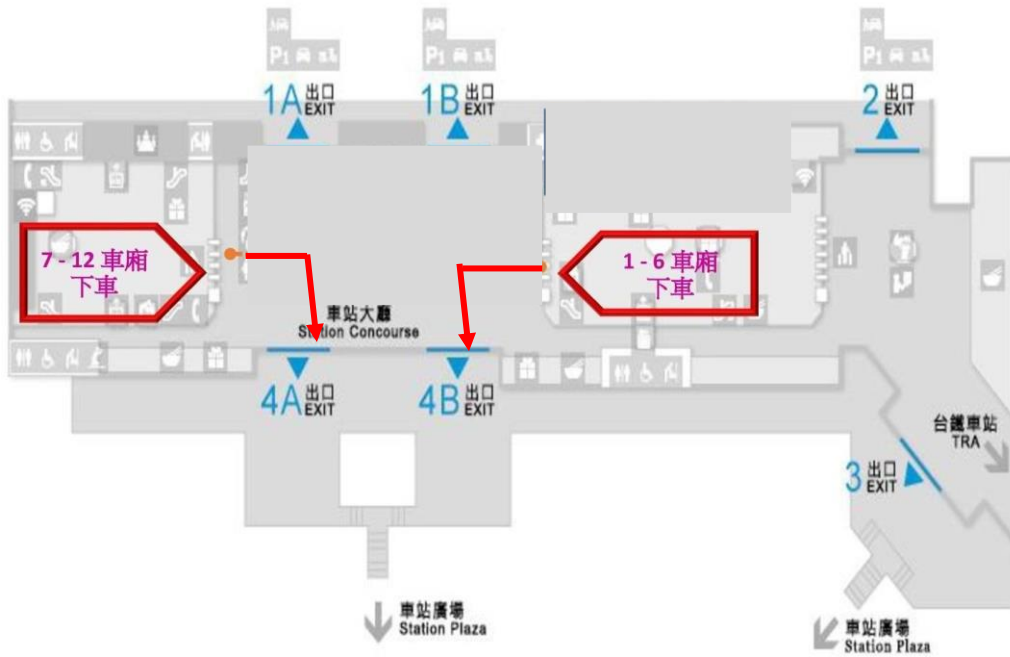 P1
P1
P1
1A 出口
EXIT
1B 出口
EXIT
2 出口
EXIT
7 - 12 車廂
下車
1 - 6 車廂
下車
車站大廳
Station Concourse
4A 出口
EXIT
4B 出口
EXIT
台鐵車站
TRA
3 出口
EXIT
車站廣場
Station Plaza
車站廣場
Station Plaza